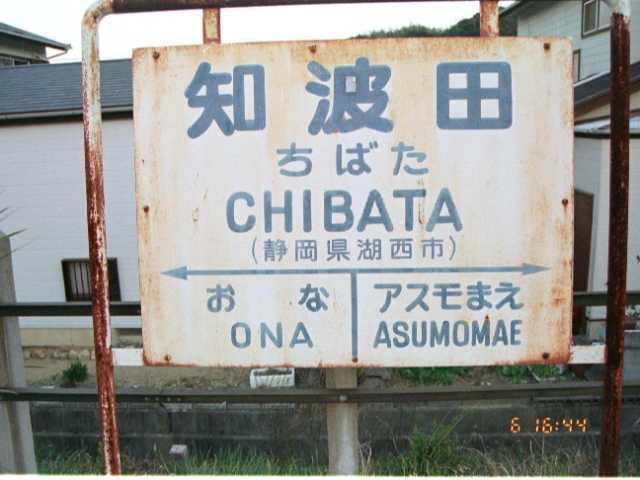 知波田
ちばた
CHIBATA
(静岡県湖西市)
おな アスモまえ
ONA ASUMOMAE
6 16:44